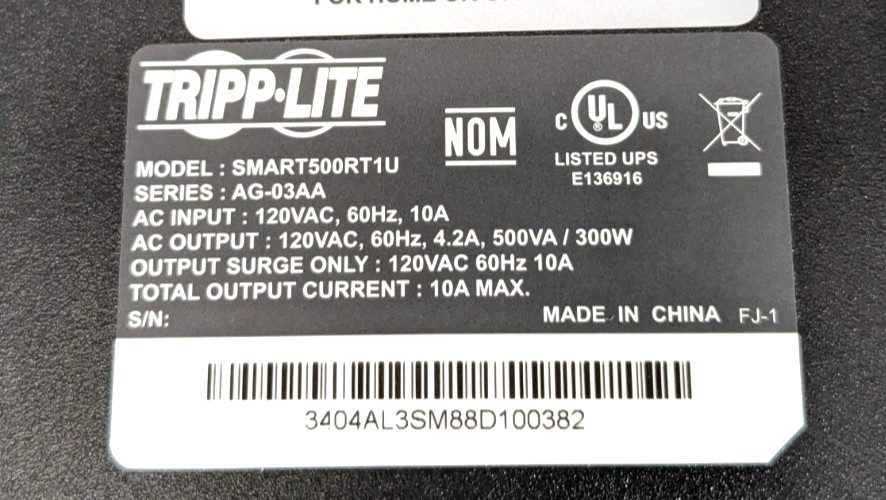 TRIPP·LITE
NOM
C UL® US
LISTED UPS
E136916
MODEL : SMART500RT1U
SERIES : AG-03AA
AC INPUT : 120VAC, 60Hz, 10A
AC OUTPUT : 120VAC, 60Hz, 4.2A, 500VA / 300W
OUTPUT SURGE ONLY : 120VAC 60Hz 10A
TOTAL OUTPUT CURRENT : 10A MAX.
S/N:
MADE IN CHINA FJ-1
3404AL3SM88D100382